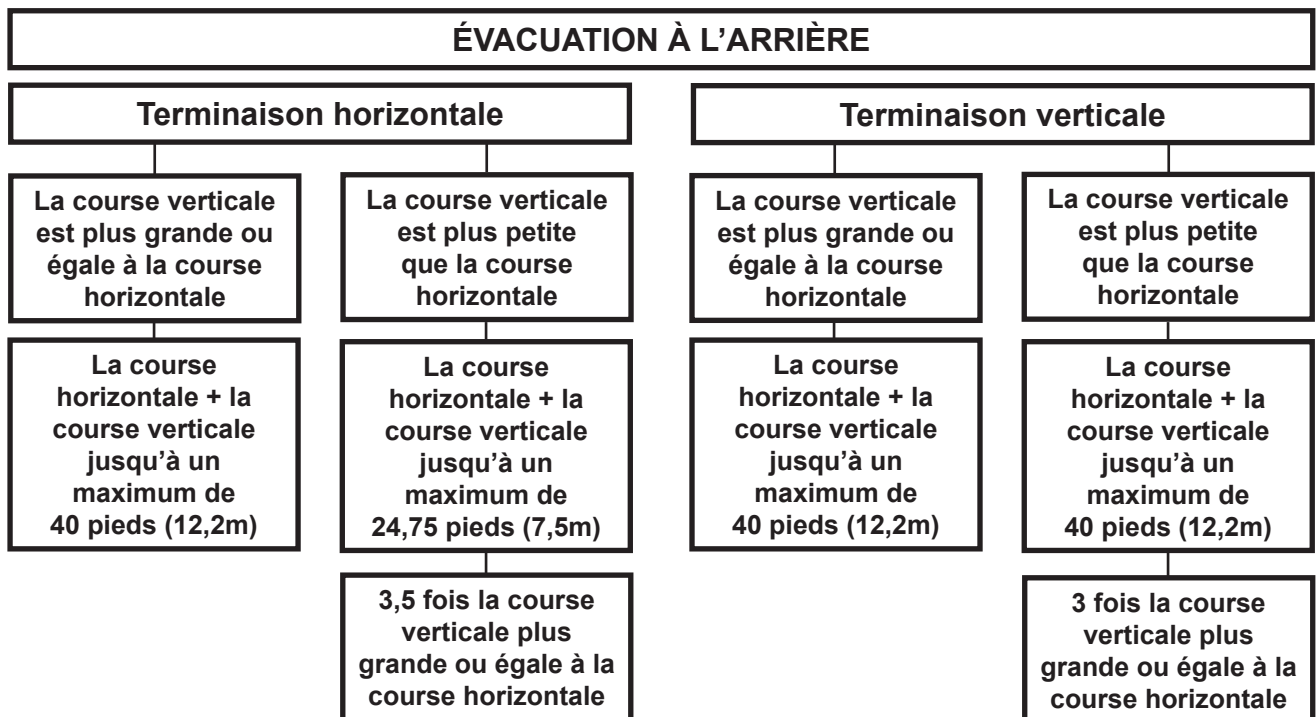 ÉVACUATION À L’ARRIÈRE
Terminaison horizontale
La course verticale
est plus grande ou
égale à la course
horizontale
La course
horizontale + la
course verticale
jusqu’à un
maximum de
40 pieds (12,2m)
La course verticale
est plus petite
que la course
horizontale
La course
horizontale + la
course verticale
jusqu’à un
maximum de
24,75 pieds (7,5m)
3,5 fois la course
verticale plus
grande ou égale à la
course horizontale
Terminaison verticale
La course verticale
est plus grande ou
égale à la course
horizontale
La course
horizontale + la
course verticale
jusqu’à un
maximum de
40 pieds (12,2m)
La course verticale
est plus petite
que la course
horizontale
La course
horizontale + la
course verticale
jusqu’à un
maximum de
40 pieds (12,2m)
3 fois la course
verticale plus
grande ou égale à la
course horizontale